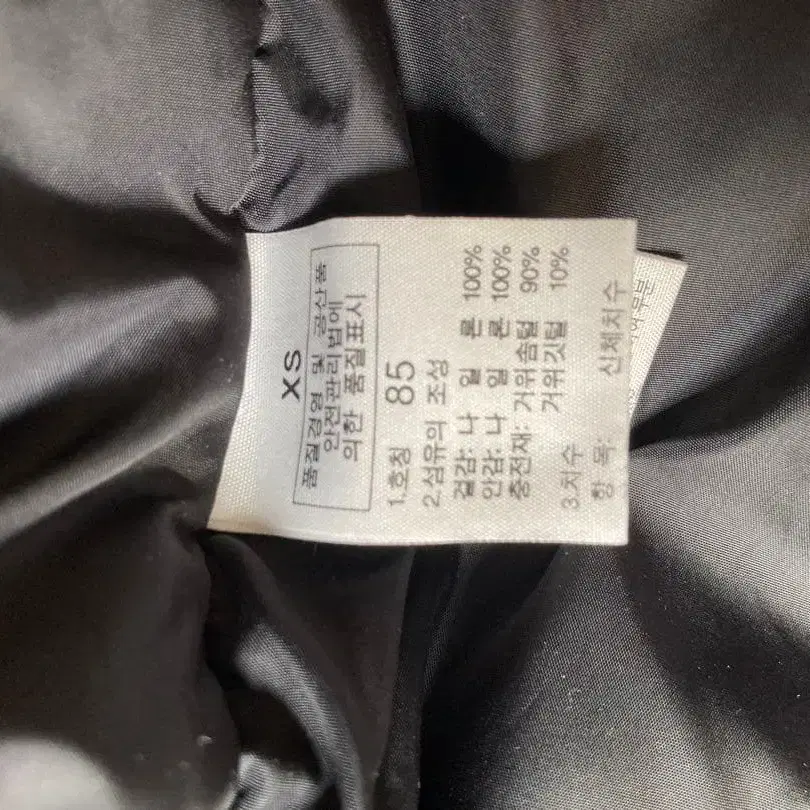 XS
품질경영 및 공산품
안전관리법에
의한 품질표시
1.호칭 85
2.섬유의 조성
겉감: 나 일 론 100%
안감: 나 일 론 100%
충전재: 거위솜털 90%
거위깃털 10%
3.치수
항 목: 신체치수